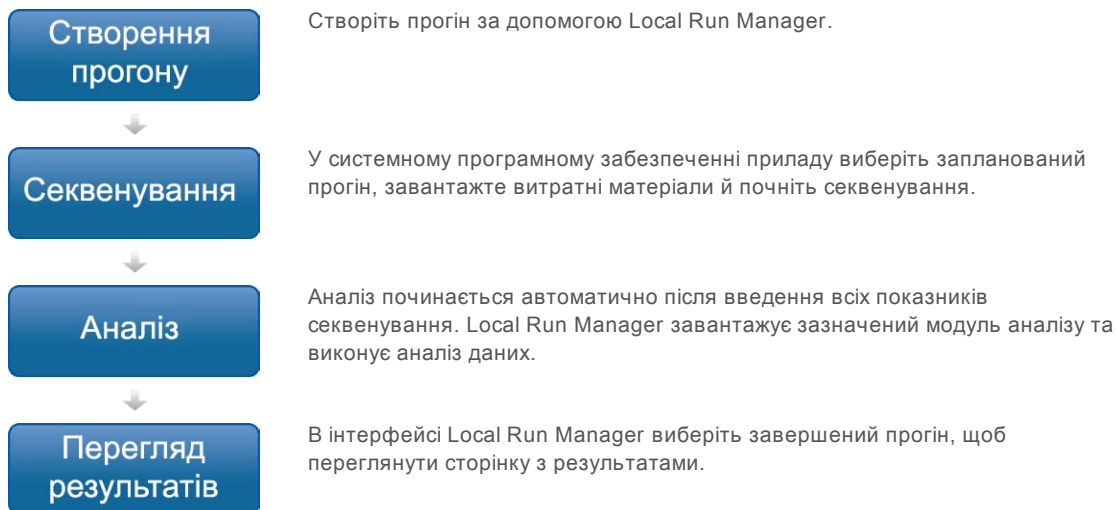 Створення
прогону
Створіть прогін за допомогою Local Run Manager.
Секвенування
У системному програмному забезпеченні приладу виберіть запланований
прогін, завантажте витратні матеріали й почніть секвенування.
Аналіз
Аналіз починається автоматично після введення всіх показників
секвенування. Local Run Manager завантажує зазначений модуль аналізу та
виконує аналіз даних.
Перегляд
результатів
В інтерфейсі Local Run Manager виберіть завершений прогін, щоб
переглянути сторінку з результатами.